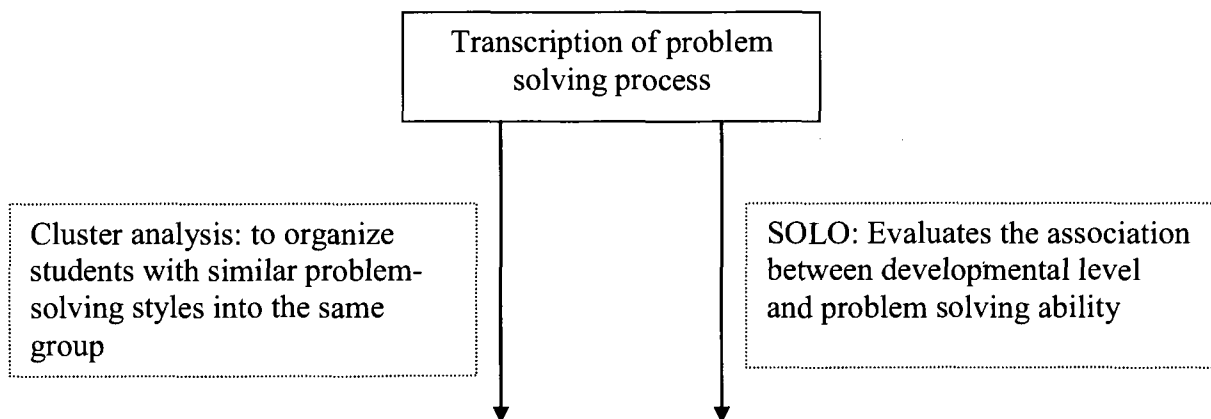 Transcription of problem
solving process
Cluster analysis: to organize
students with similar problem-
solving styles into the same
group
SOLO: Evaluates the association
between developmental level
and problem solving ability